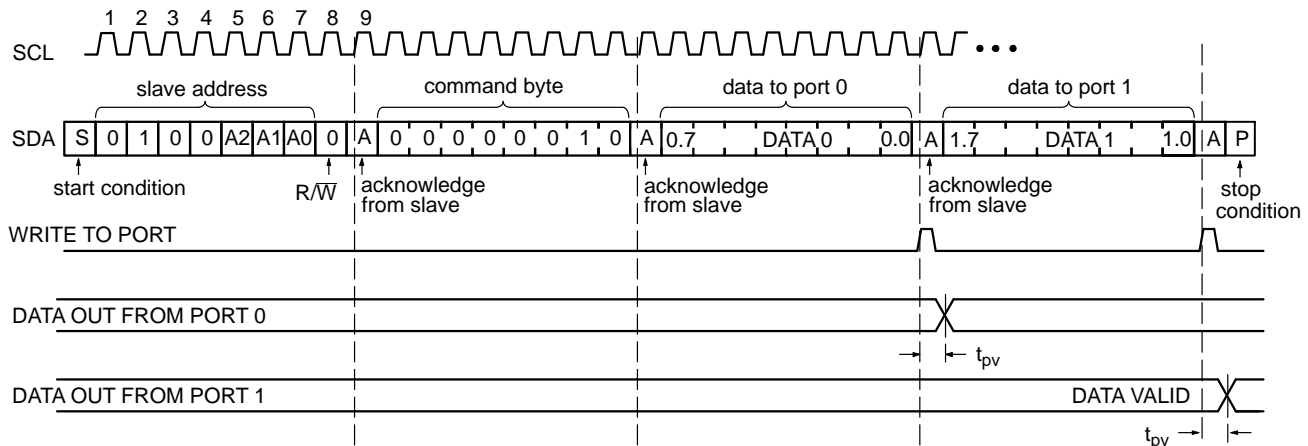 1 2 3 4 5 6 7 8 9
SCL
slave address command byte data to port 0 data to port 1
SDA S 0 1 0 0 A2 A1 A0 0 A 0 0 0 0 0 0 1 0 A 0.7 DATA 0 0.0 A 1.7 DATA 1 1.0 A P
start condition R/W̅ acknowledge from slave acknowledge from slave acknowledge from slave stop condition
WRITE TO PORT
DATA OUT FROM PORT 0
tpv
DATA OUT FROM PORT 1 DATA VALID
tpv